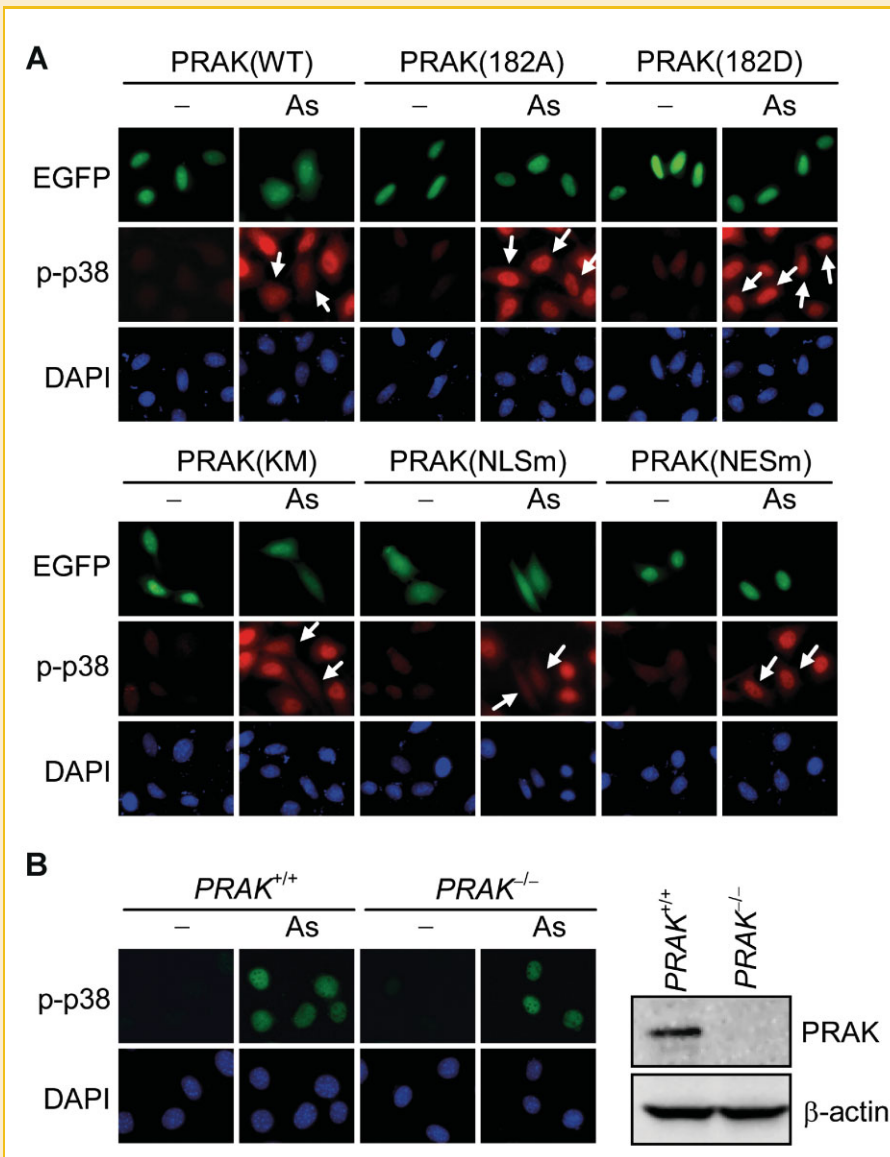 A
PRAK(WT) PRAK(182A) PRAK(182D)
– As – As – As
EGFP
p-p38
DAPI
PRAK(KM) PRAK(NLSm) PRAK(NESm)
– As – As – As
EGFP
p-p38
DAPI
B
PRAK+/+ PRAK–/–
– As – As
p-p38
DAPI
PRAK+/+ PRAK–/–
PRAK
β-actin